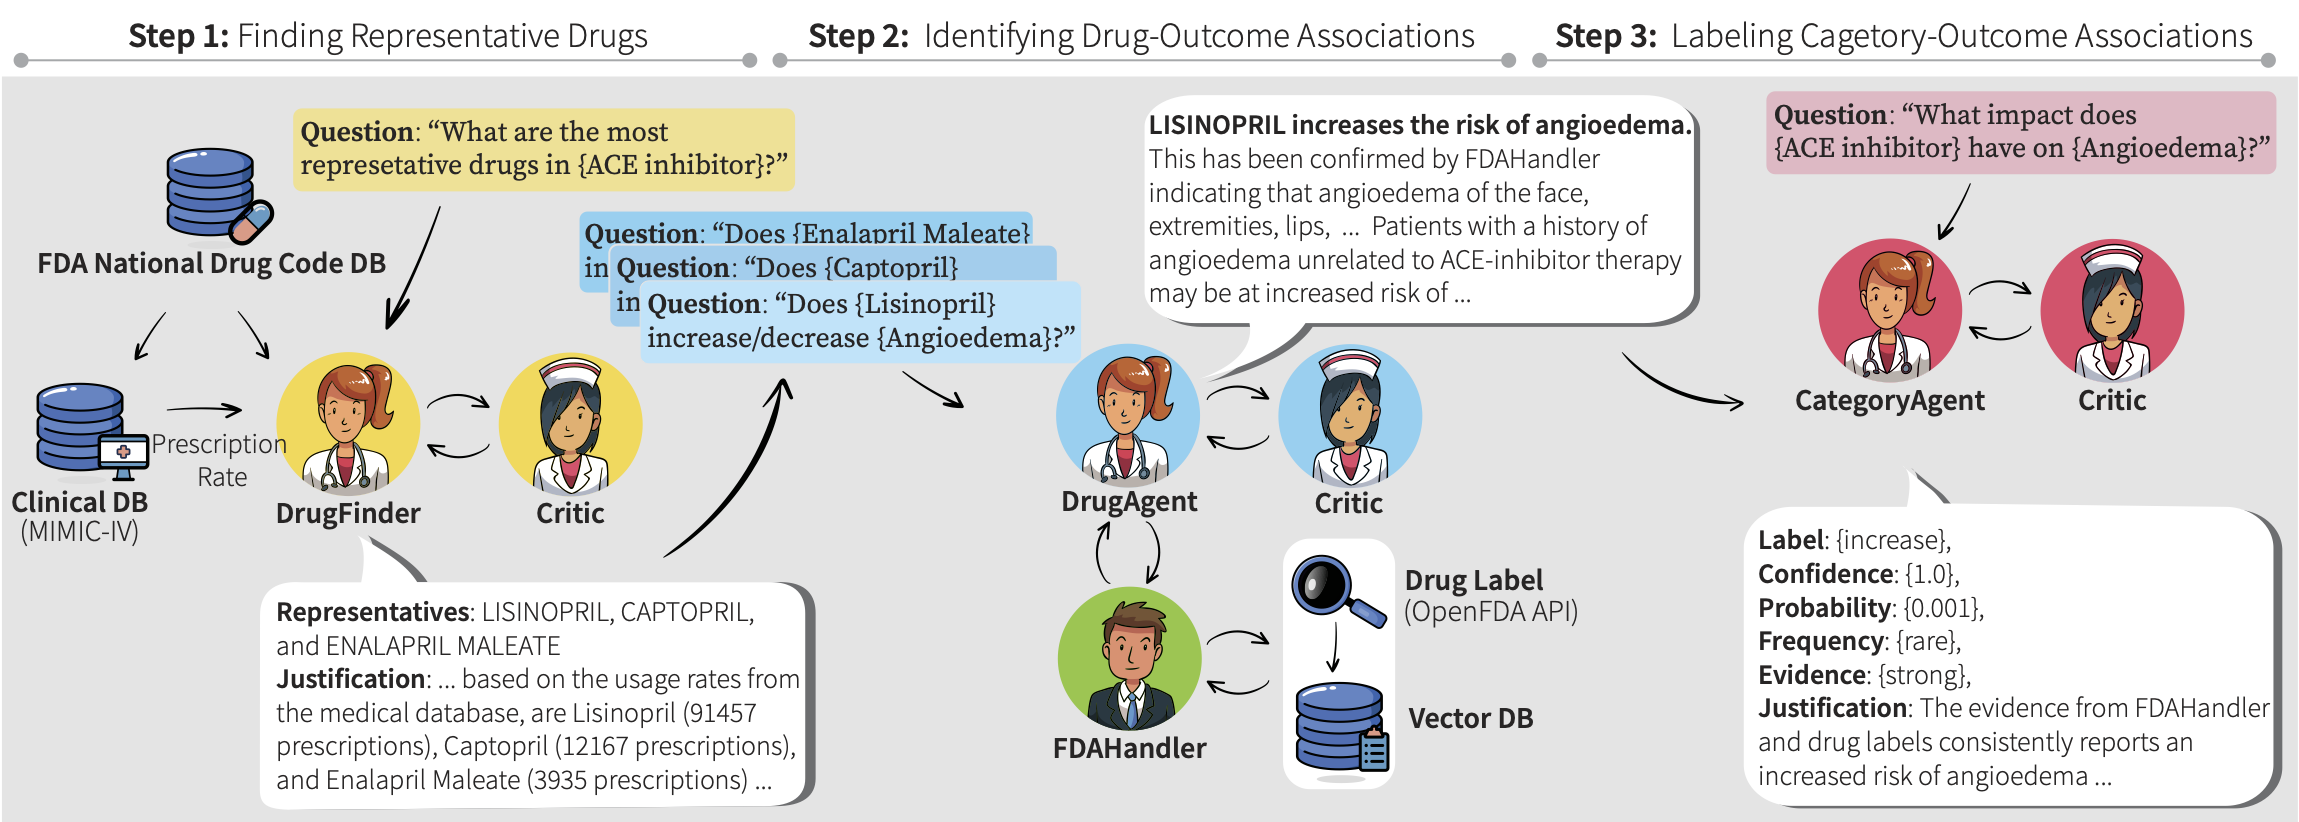 Step 1: Finding Representative Drugs
Step 2: Identifying Drug-Outcome Associations
Step 3: Labeling Cagetory-Outcome Associations
Question: “What are the most
represetative drugs in {ACE inhibitor}?”
FDA National Drug Code DB
Clinical DB
(MIMIC-IV)
Prescription
Rate
DrugFinder
Critic
Representatives: LISINOPRIL, CAPTOPRIL,
and ENALAPRIL MALEATE
Justification: ... based on the usage rates from
the medical database, are Lisinopril (91457
prescriptions), Captopril (12167 prescriptions),
and Enalapril Maleate (3935 prescriptions) ...
Question: “Does {Enalapril Maleate}
in
Question: “Does {Captopril}
in
Question: “Does {Lisinopril}
increase/decrease {Angioedema}?”
LISINOPRIL increases the risk of angioedema.
This has been confirmed by FDAHandler
indicating that angioedema of the face,
extremities, lips, ... Patients with a history of
angioedema unrelated to ACE-inhibitor therapy
may be at increased risk of ...
DrugAgent
Critic
FDAHandler
Drug Label
(OpenFDA API)
Vector DB
Question: “What impact does
{ACE inhibitor} have on {Angioedema}?”
CategoryAgent
Critic
Label: {increase},
Confidence: {1.0},
Probability: {0.001},
Frequency: {rare},
Evidence: {strong},
Justification: The evidence from FDAHandler
and drug labels consistently reports an
increased risk of angioedema ...